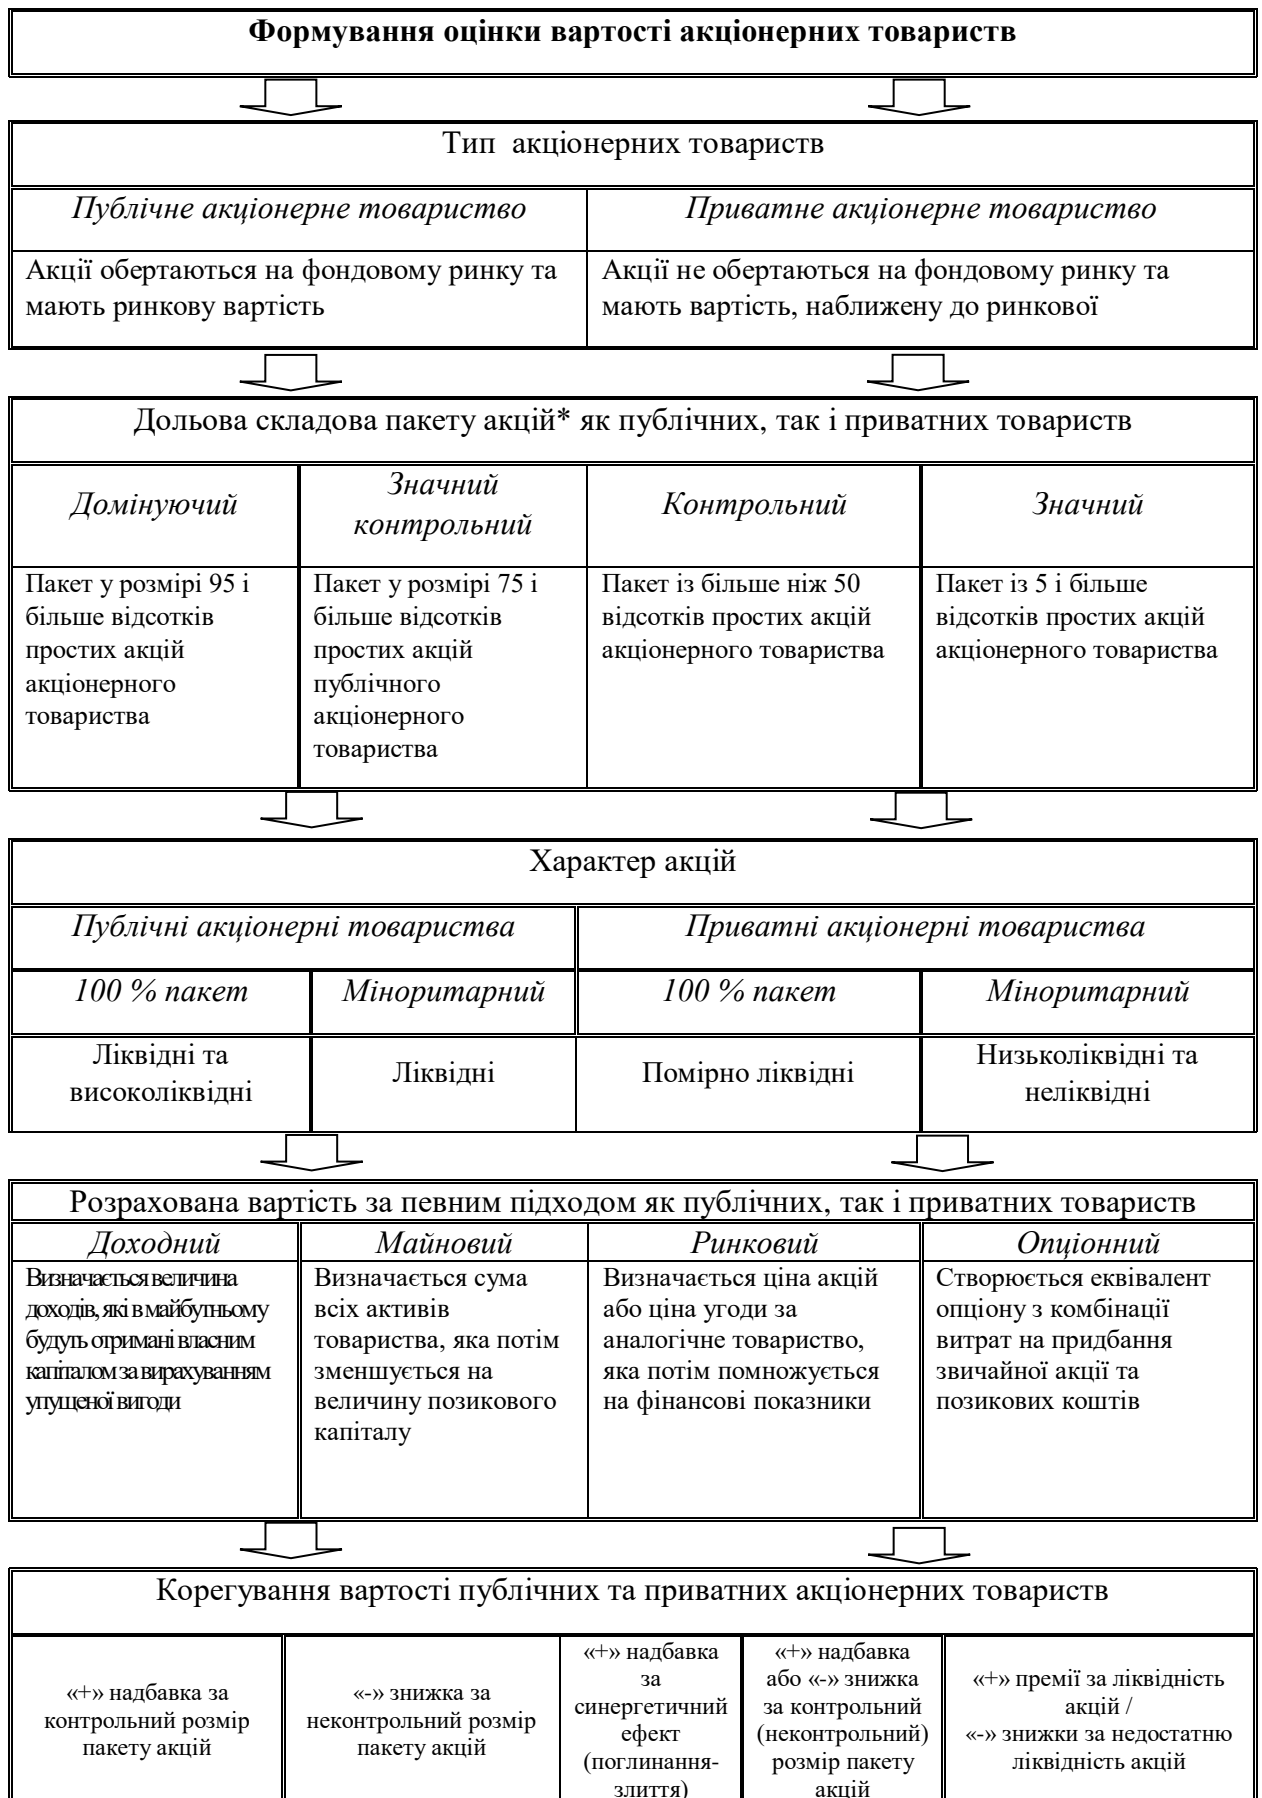 Формування оцінки вартості акціонерних товариств
Тип акціонерних товариств
Публічне акціонерне товариство
Приватне акціонерне товариство
Акції обертаються на фондовому ринку та
мають ринкову вартість
Акції не обертаються на фондовому ринку та
мають вартість, наближену до ринкової
Дольова складова пакету акцій* як публічних, так і приватних товариств
Домінуючий
Значний
контрольний
Контрольний
Значний
Пакет у розмірі 95 і
більше відсотків
простих акцій
акціонерного
товариства
Пакет у розмірі 75 і
більше відсотків
простих акцій
публічного
акціонерного
товариства
Пакет із більше ніж 50
відсотків простих акцій
акціонерного товариства
Пакет із 5 і більше
відсотків простих акцій
акціонерного товариства
Характер акцій
Публічні акціонерні товариства
Приватні акціонерні товариства
100 % пакет
Міноритарний
100 % пакет
Міноритарний
Ліквідні та
високоліквідні
Ліквідні
Помірно ліквідні
Низьколіквідні та
неліквідні
Розрахована вартість за певним підходом як публічних, так і приватних товариств
Доходний
Майновий
Ринковий
Опціонний
Визначається величина
доходів, які в майбутньому
будуть отримані власним
капіталом за вирахуванням
упущеної вигоди
Визначається сума
всіх активів
товариства, яка потім
зменшується на
величину позикового
капіталу
Визначається ціна акцій
або ціна угоди за
аналогічне товариство,
яка потім помножується
на фінансові показники
Створюється еквівалент
опціону з комбінації
витрат на придбання
звичайної акції та
позикових коштів
Корегування вартості публічних та приватних акціонерних товариств
«+» надбавка за
контрольний розмір
пакету акцій
«-» знижка за
неконтрольний розмір
пакету акцій
«+» надбавка
за
синергетичний
ефект
(поглинання-
злиття)
«+» надбавка
або «-» знижка
за контрольний
(неконтрольний)
розмір пакету
акцій
«+» премії за ліквідність
акцій /
«-» знижки за недостатню
ліквідність акцій